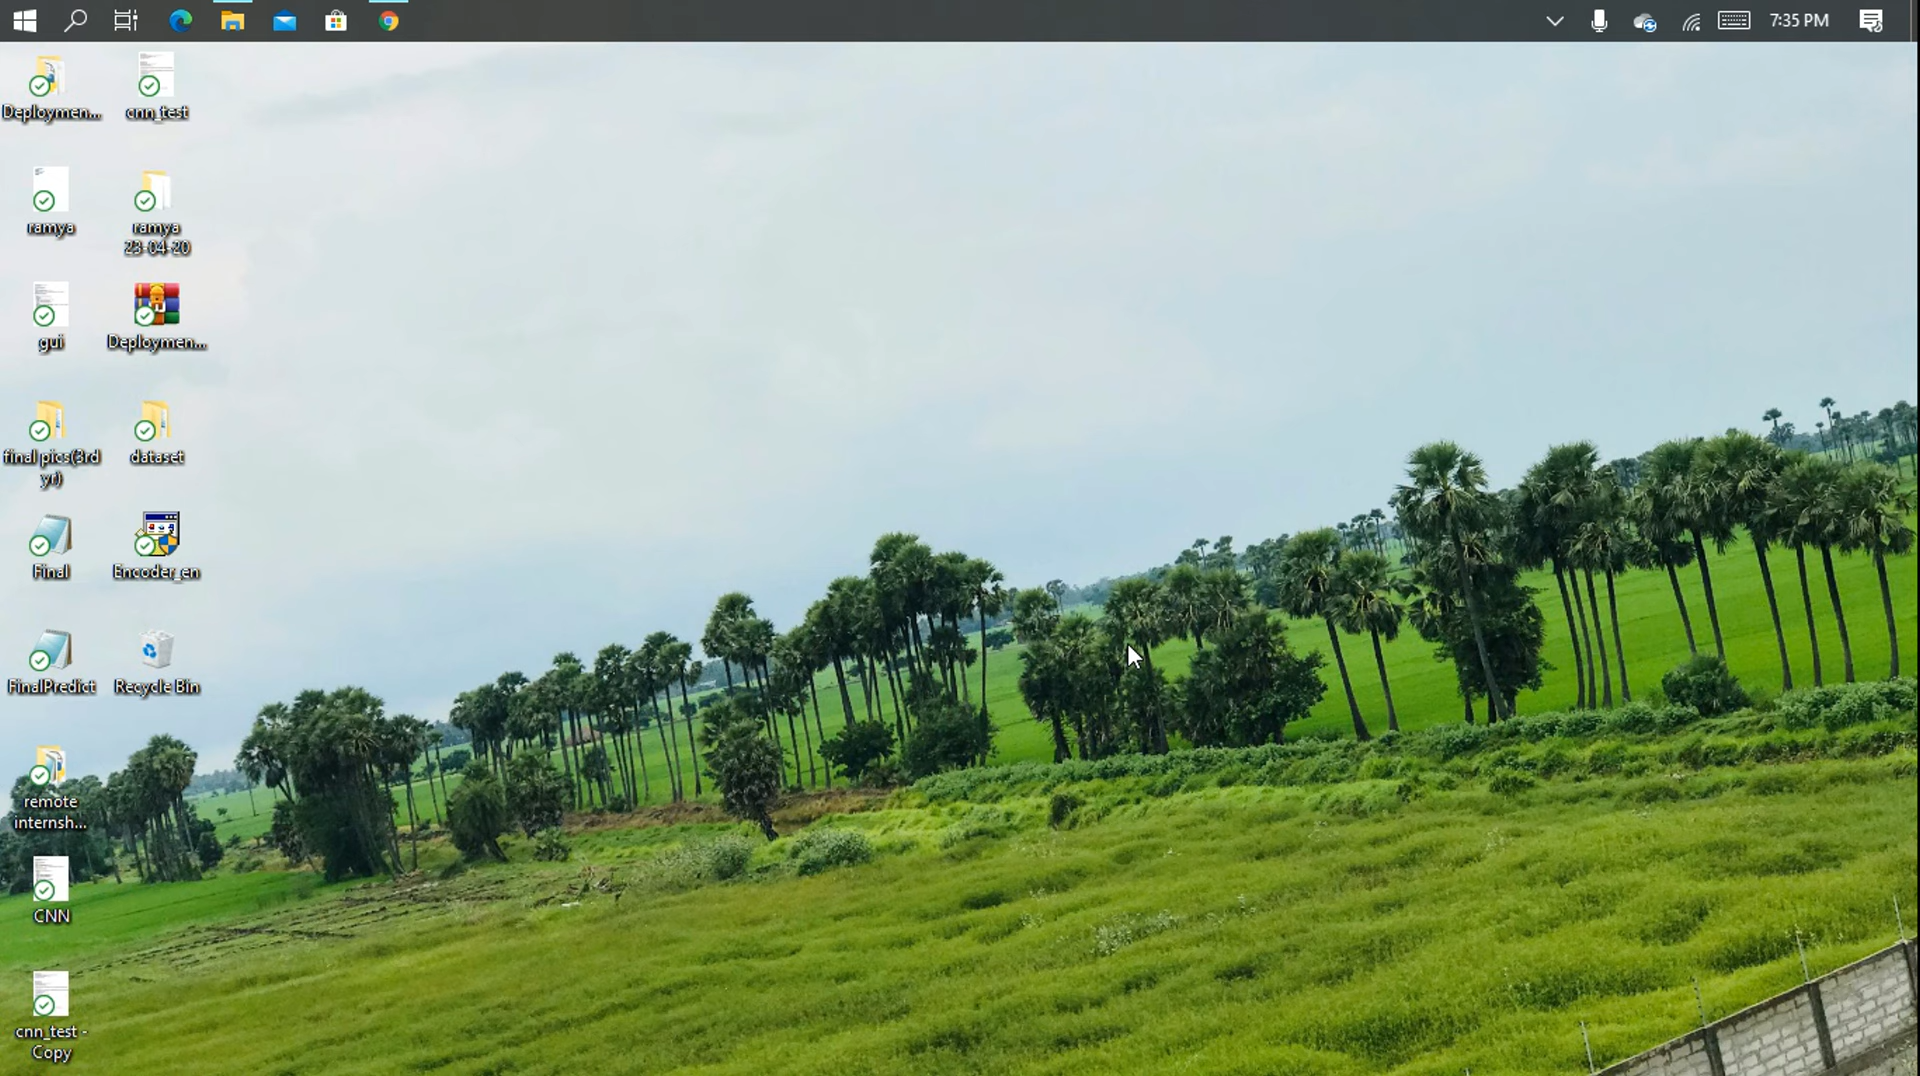 7:35 PM
Deploymen...
cnn_test
ramya
ramya
23-04-20
gui
Deploymen...
final pics(3rd
yr)
dataset
Final
Encoder_en
FinalPredict
Recycle Bin
remote
internsh...
CNN
cnn_test -
Copy